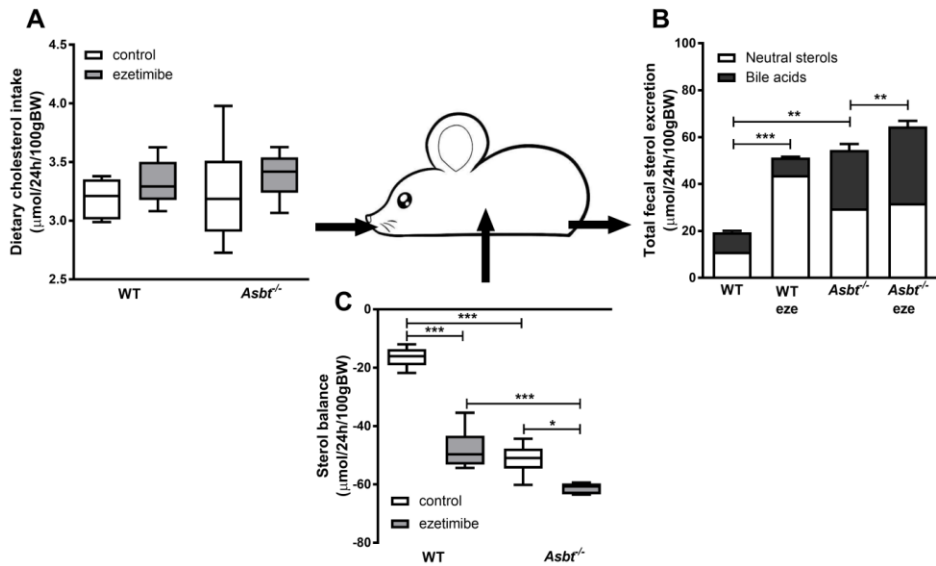 A
Dietary cholesterol intake
(μmol/24h/100gBW)
4.5
4.0
3.5
3.0
2.5
control
ezetimibe
WT
Asbt-/-
B
Total fecal sterol excretion
(μmol/24h/100gBW)
100
80
60
40
20
0
Neutral sterols
Bile acids
**
**
***
WT
WT
eze
Asbt-/-
Asbt-/-
eze
C
Sterol balance
(μmol/24h/100gBW)
-0
-20
-40
-60
-80
***
***
***
*
control
ezetimibe
WT
Asbt-/-